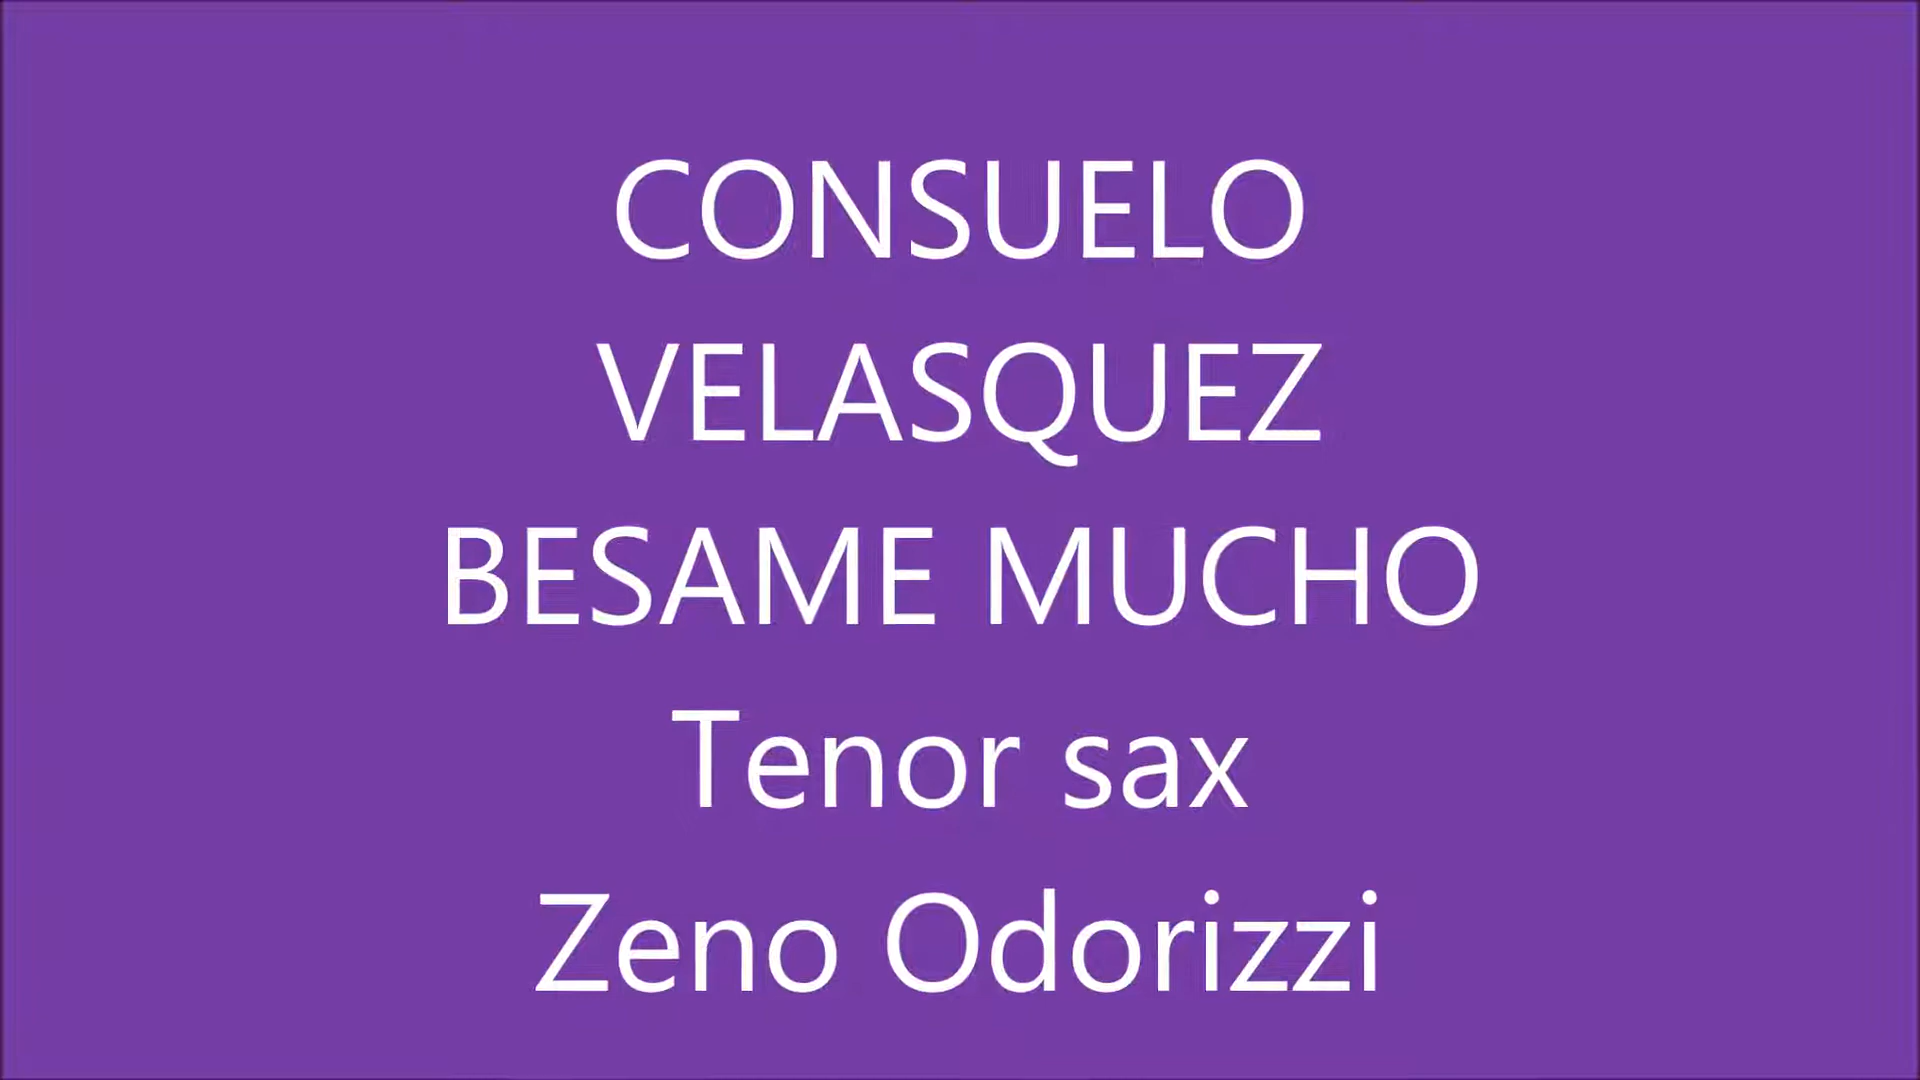 CONSUELO
VELASQUEZ
BESAME MUCHO
Tenor sax
Zeno Odorizzi